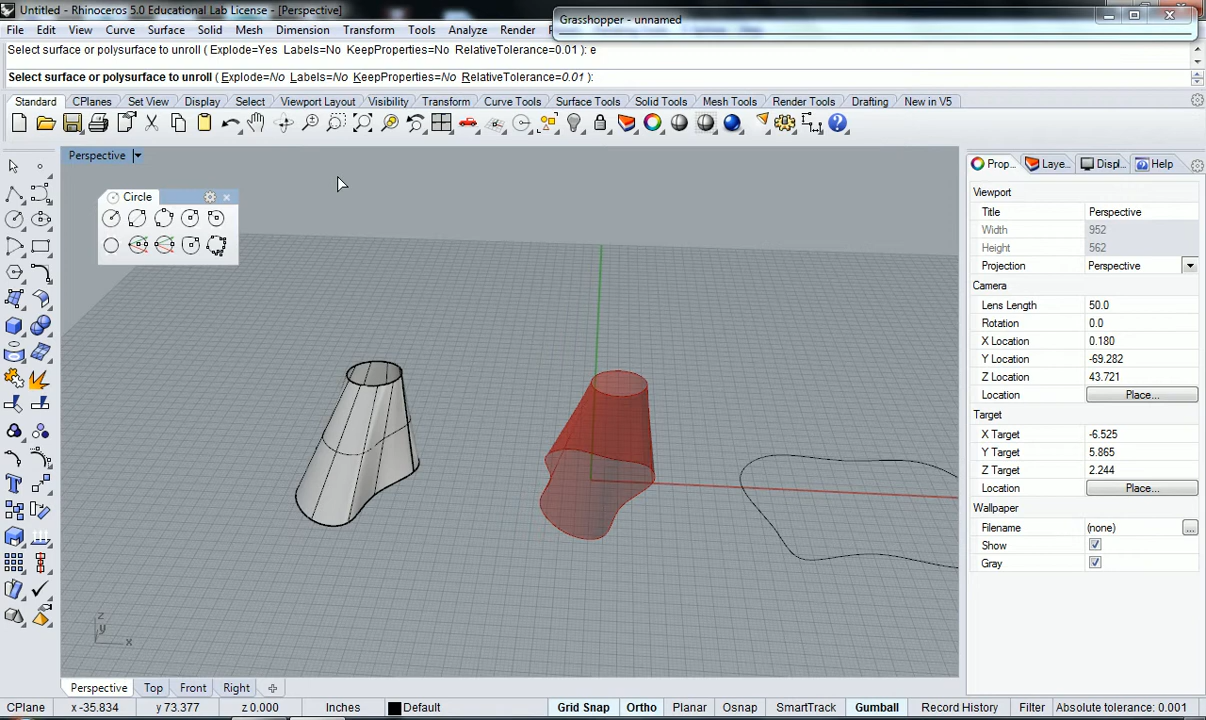 Untitled - Rhinoceros 5.0 Educational Lab License - [Perspective]
Grasshopper - unnamed
File Edit View Curve Surface Solid Mesh Dimension Transform Tools Analyze Render
Select surface or polysurface to unroll ( Explode=Yes Labels=No KeepProperties=No RelativeTolerance=0.01 ): e
Select surface or polysurface to unroll ( Explode=No Labels=No KeepProperties=No RelativeTolerance=0.01 ):
Standard CPlanes Set View Display Select Viewport Layout Visibility Transform Curve Tools Surface Tools Solid Tools Mesh Tools Render Tools Drafting New in V5
Perspective
Circle
Prop... Laye... Displ... Help
Viewport
Title Perspective
Width 952
Height 562
Projection Perspective
Camera
Lens Length 50.0
Rotation 0.0
X Location 0.180
Y Location -69.282
Z Location 43.721
Location Place...
Target
X Target -6.525
Y Target 5.865
Z Target 2.244
Location Place...
Wallpaper
Filename (none) ...
Show
Gray
z
y
x
Perspective Top Front Right
CPlane x -35.834 y 73.377 z 0.000 Inches Default Grid Snap Ortho Planar Osnap SmartTrack Gumball Record History Filter Absolute tolerance: 0.001